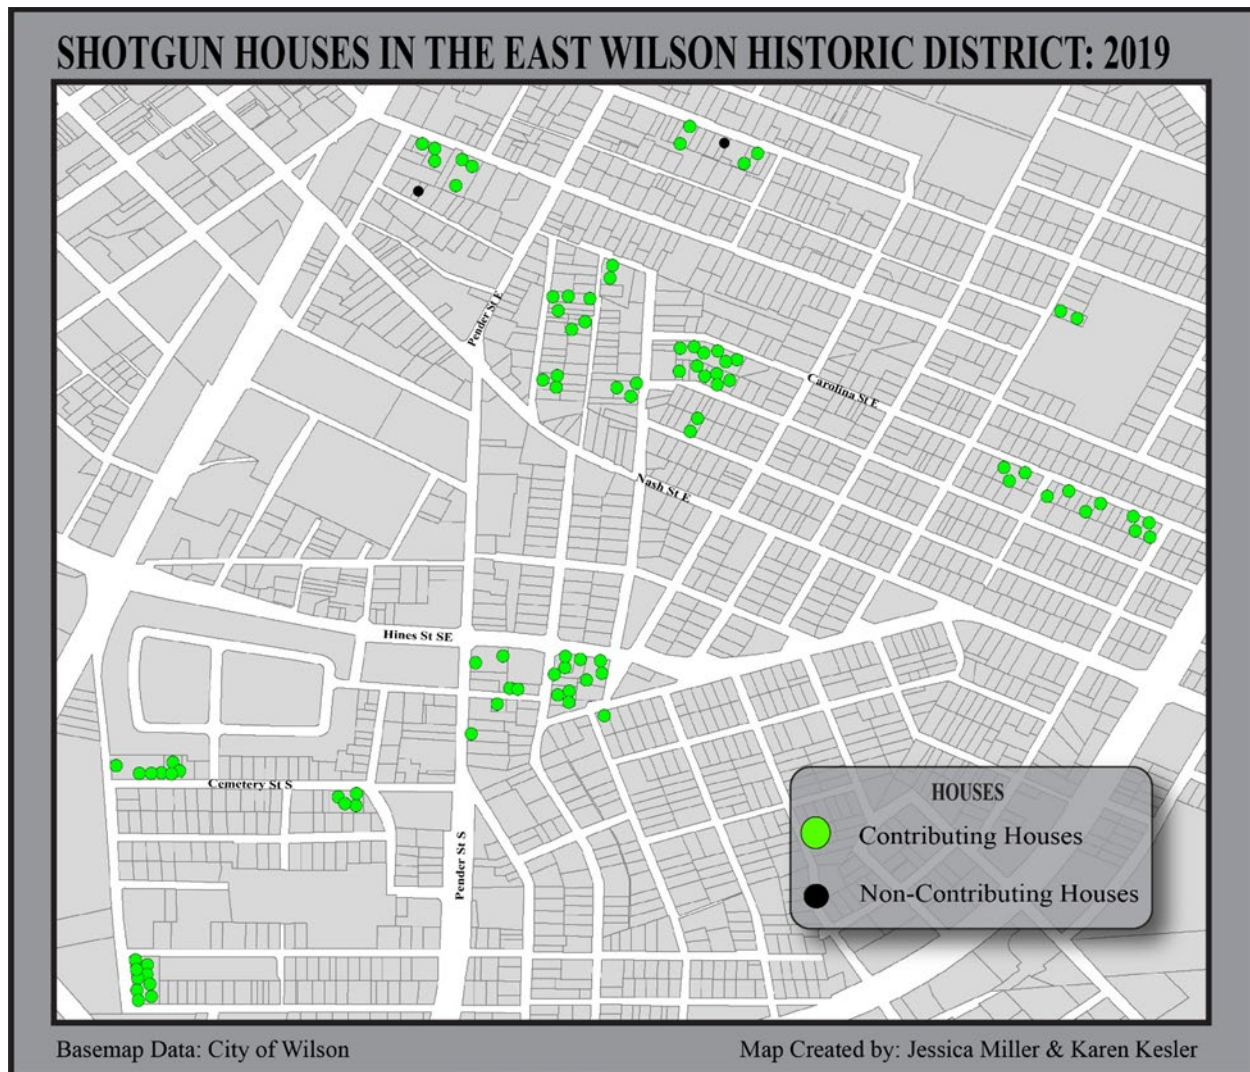 SHOTGUN HOUSES IN THE EAST WILSON HISTORIC DISTRICT: 2019
Pender St E
Carolina St E
Nash St E
Hines St SE
Cemetery St S
Pender St S
HOUSES
Contributing Houses
Non-Contributing Houses
Basemap Data: City of Wilson
Map Created by: Jessica Miller & Karen Kesler